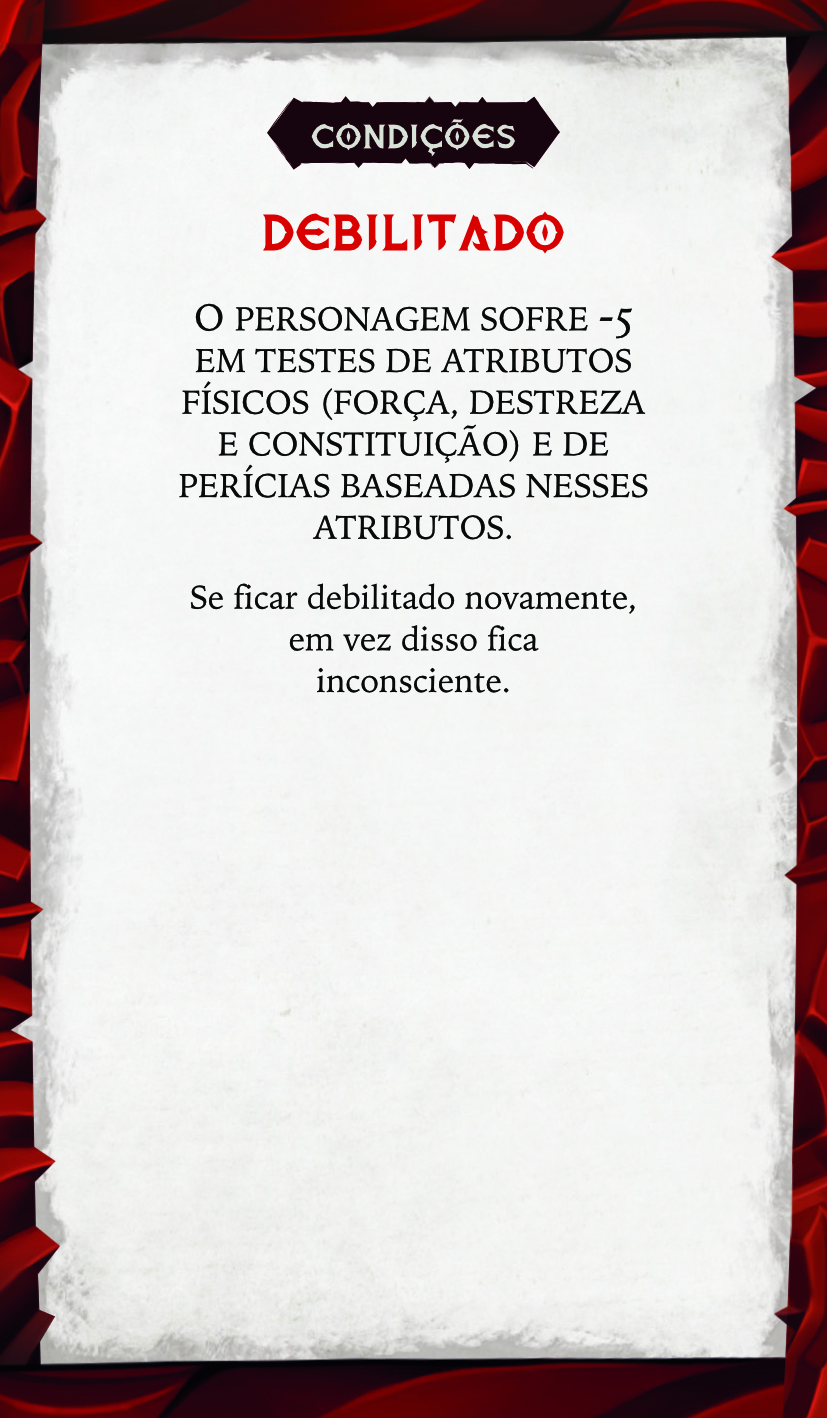 CONDIÇÕES
DEBILITADO
O PERSONAGEM SOFRE -5
EM TESTES DE ATRIBUTOS
FÍSICOS (FORÇA, DESTREZA
E CONSTITUIÇÃO) E DE
PERÍCIAS BASEADAS NESSES
ATRIBUTOS.
Se ficar debilitado novamente,
em vez disso fica
inconsciente.